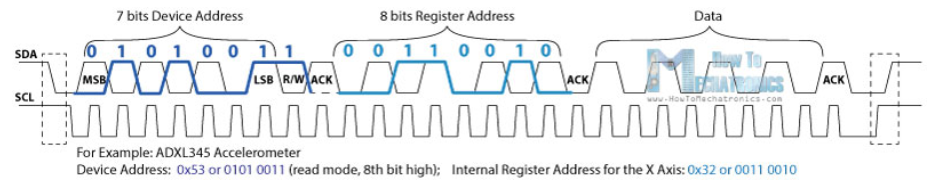 7 bits Device Address 8 bits Register Address Data
0 1 0 1 0 0 1 1 0 0 1 1 0 0 1 0
SDA
How To
MSB LSB R/W ACK ACK MECHATRONICS ACK
SCL
www.HowToMechatronics.com
For Example: ADXL345 Accelerometer
Device Address: 0x53 or 0101 0011 (read mode, 8th bit high); Internal Register Address for the X Axis: 0x32 or 0011 0010